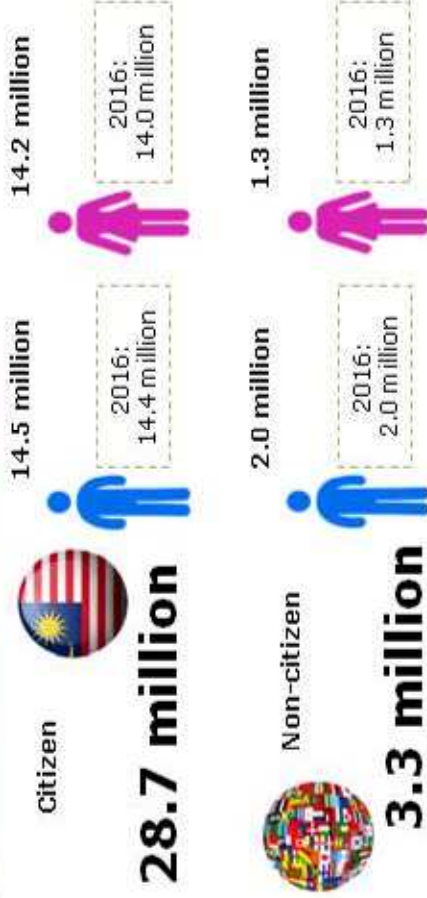 Citizen
28.7 million
14.5 million
2016:
14.4 million
14.2 million
2016:
14.0 million
Non-citizen
3.3 million
2.0 million
2016:
2.0 million
1.3 million
2016:
1.3 million